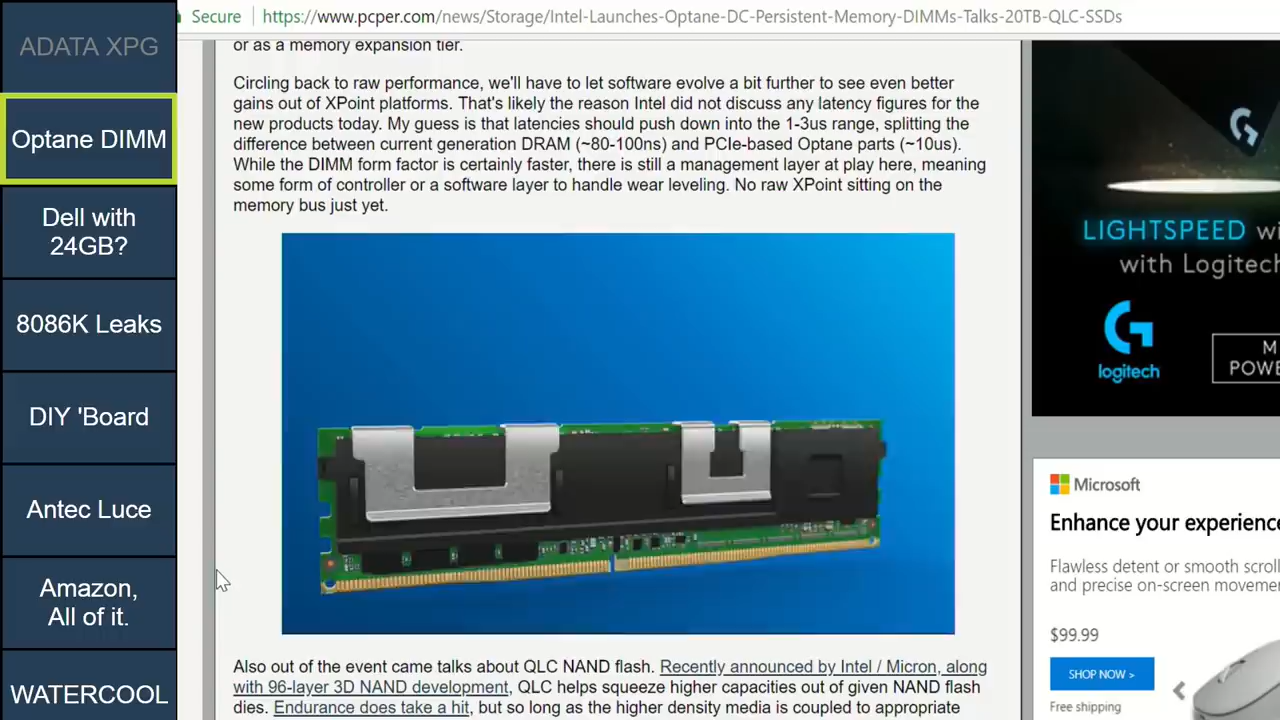 ADATA XPG
Optane DIMM
Dell with
24GB?
8086K Leaks
DIY 'Board
Antec Luce
Amazon,
All of it.
WATERCOOL
Secure
https://www.pcper.com/news/Storage/Intel-Launches-Optane-DC-Persistent-Memory-DIMMs-Talks-20TB-QLC-SSDs
or as a memory expansion tier.
Circling back to raw performance, we'll have to let software evolve a bit further to see even better
gains out of XPoint platforms. That's likely the reason Intel did not discuss any latency figures for the
new products today. My guess is that latencies should push down into the 1-3us range, splitting the
difference between current generation DRAM (~80-100ns) and PCIe-based Optane parts (~10us).
While the DIMM form factor is certainly faster, there is still a management layer at play here, meaning
some form of controller or a software layer to handle wear leveling. No raw XPoint sitting on the
memory bus just yet.
Also out of the event came talks about QLC NAND flash. Recently announced by Intel / Micron, along
with 96-layer 3D NAND development, QLC helps squeeze higher capacities out of given NAND flash
dies. Endurance does take a hit, but so long as the higher density media is coupled to appropriate
LIGHTSPEED wi
with Logitech
logitech
M
POWE
Microsoft
Enhance your experience
Flawless detent or smooth scroll
and precise on-screen movemen
$99.99
SHOP NOW >
Free shipping